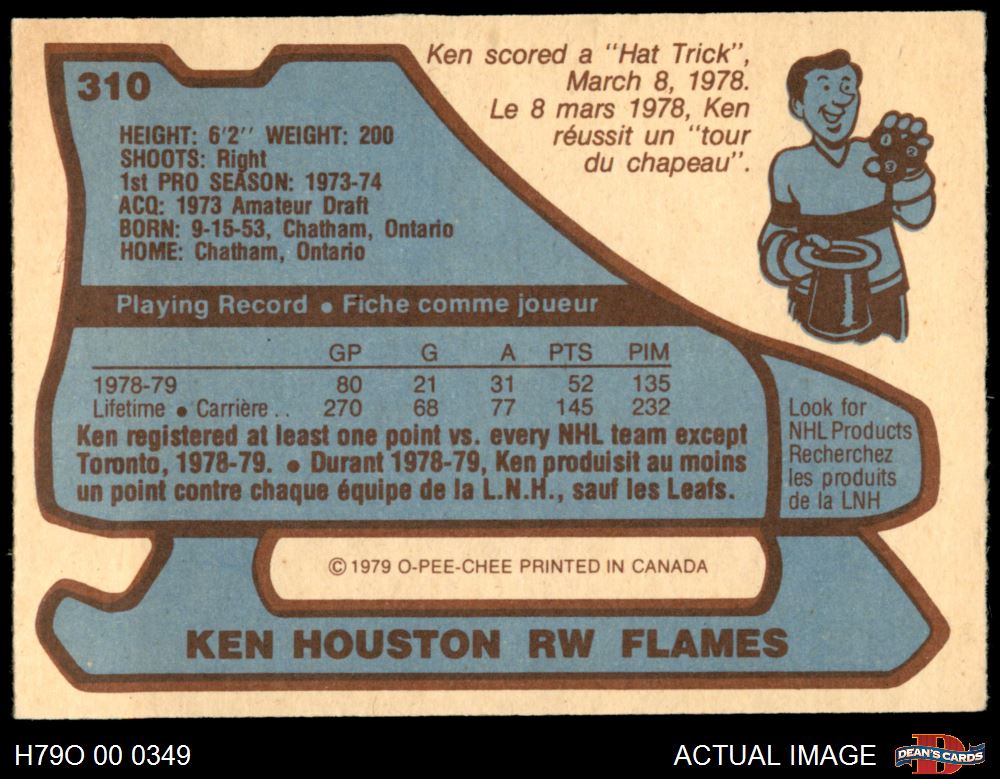 310
Ken scored a "Hat Trick",
March 8, 1978.
Le 8 mars 1978, Ken
réussit un "tour
du chapeau".
1 2
3
HEIGHT: 6'2'' WEIGHT: 200
SHOOTS: Right
1st PRO SEASON: 1973-74
ACQ: 1973 Amateur Draft
BORN: 9-15-53, Chatham, Ontario
HOME: Chatham, Ontario
Playing Record • Fiche comme joueur
GP G A PTS PIM
1978-79 80 21 31 52 135
Lifetime • Carrière .. 270 68 77 145 232
Ken registered at least one point vs. every NHL team except
Toronto, 1978-79. • Durant 1978-79, Ken produisit au moins
un point contre chaque équipe de la L.N.H., sauf les Leafs.
Look for
NHL Products
Recherchez
les produits
de la LNH
© 1979 O-PEE-CHEE PRINTED IN CANADA
KEN HOUSTON RW FLAMES
H79O 00 0349
ACTUAL IMAGE
D
DEAN'S CARDS